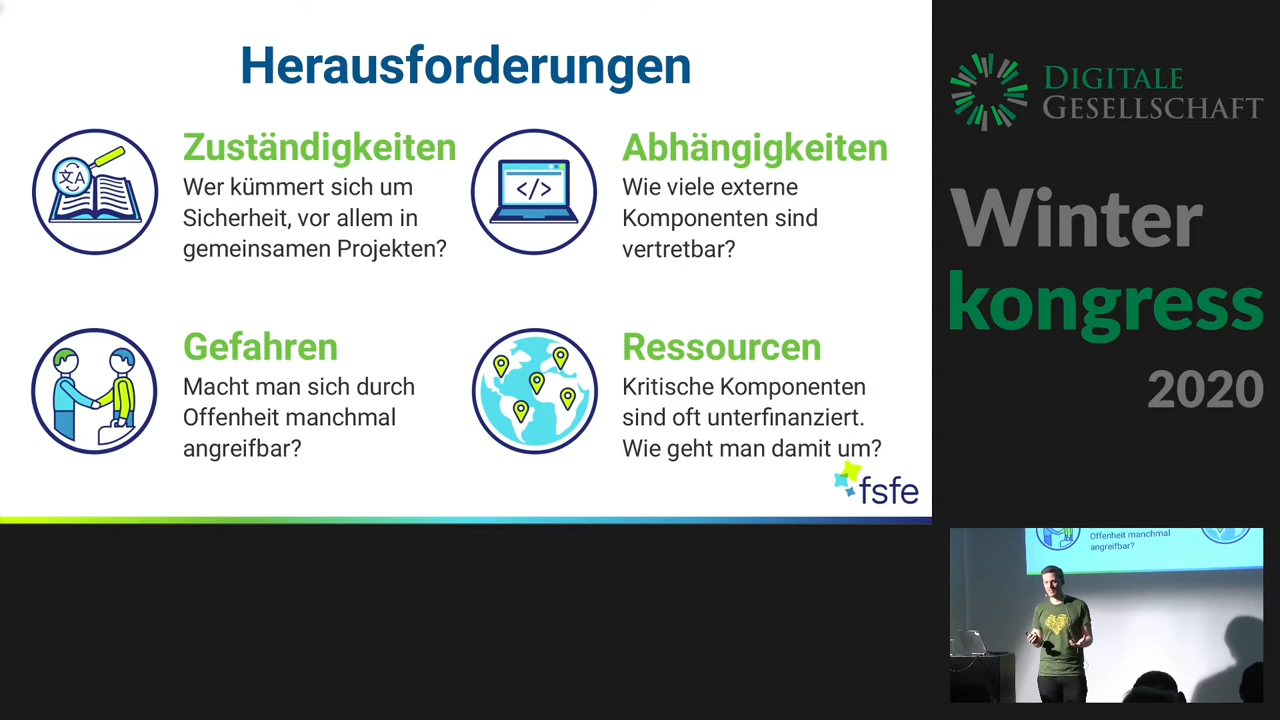 Herausforderungen
Zuständigkeiten
Wer kümmert sich um
Sicherheit, vor allem in
gemeinsamen Projekten?
Abhängigkeiten
Wie viele externe
Komponenten sind
vertretbar?
Gefahren
Macht man sich durch
Offenheit manchmal
angreifbar?
Ressourcen
Kritische Komponenten
sind oft unterfinanziert.
Wie geht man damit um?
fsfe
文A
</>
DIGITALE
GESELLSCHAFT
Winter
kongress
2020
Offenheit manchmal
angreifbar?